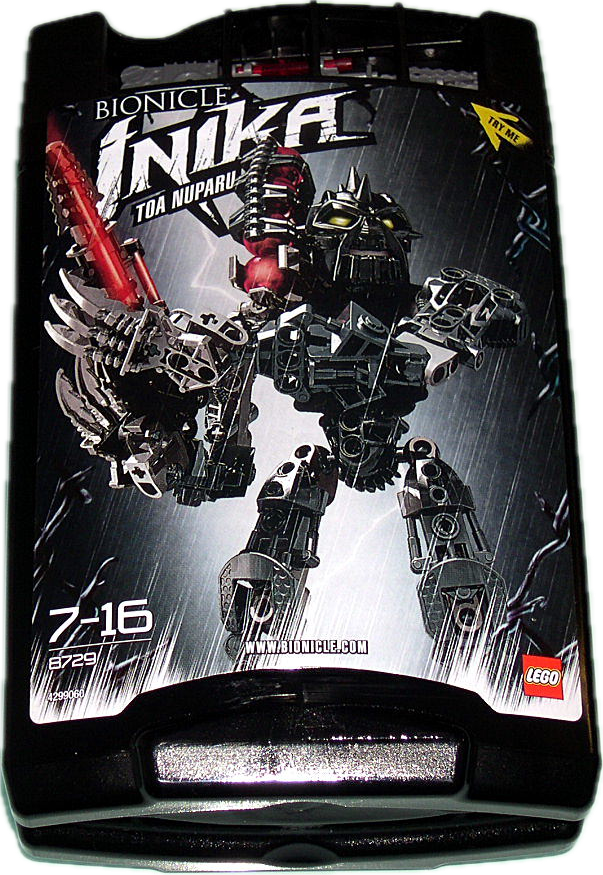 BIONICLE
INIKA
TOA NUPARU
TRY ME
7-16
8729
4299060
WWW.BIONICLE.COM
LEGO